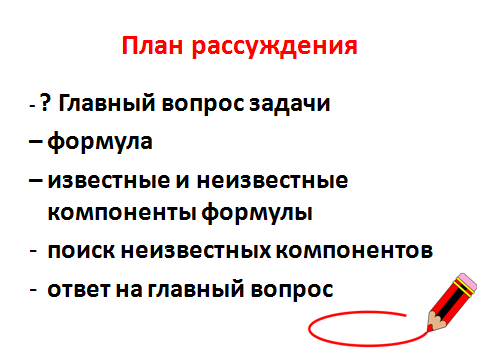 План рассуждения
- ? Главный вопрос задачи
– формула
– известные и неизвестные
компоненты формулы
- поиск неизвестных компонентов
- ответ на главный вопрос